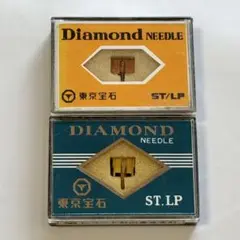 Diamond NEEDLE
東京宝石 ST/LP
DIAMOND
NEEDLE
東京宝石 ST.LP